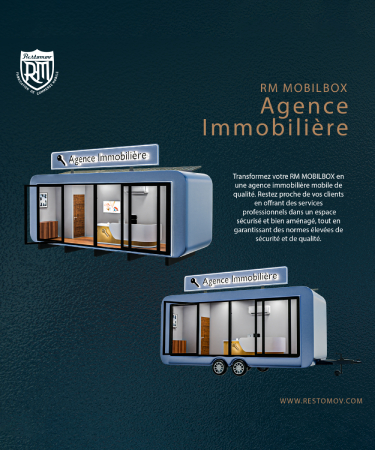 Restomov
RM
RM MOBILBOX
Agence
Immobilière
Agence Immobilière
Transformez votre RM MOBILBOX en
une agence immobilière mobile de
qualité. Restez proche de vos clients
en offrant des services
professionnels dans un espace
sécurisé et bien aménagé, tout en
garantissant des normes élevées de
sécurité et de qualité.
Agence Immobilière
WWW.RESTOMOV.COM